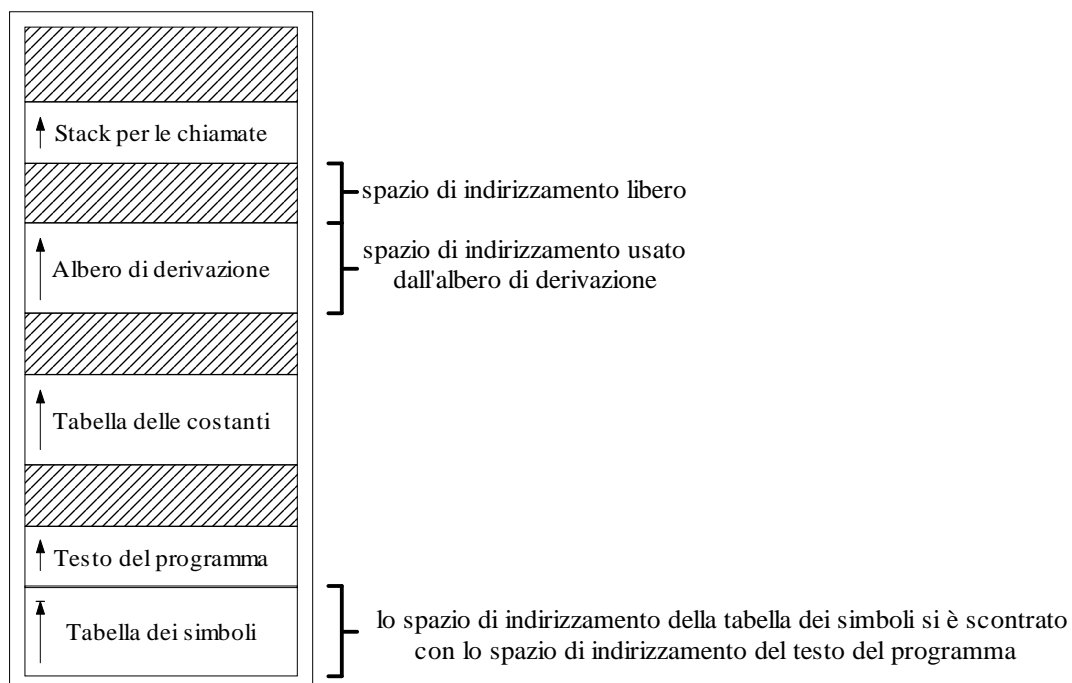 Stack per le chiamate
spazio di indirizzamento libero
Albero di derivazione
spazio di indirizzamento usato
dall'albero di derivazione
Tabella delle costanti
Testo del programma
Tabella dei simboli
lo spazio di indirizzamento della tabella dei simboli si è scontrato
con lo spazio di indirizzamento del testo del programma